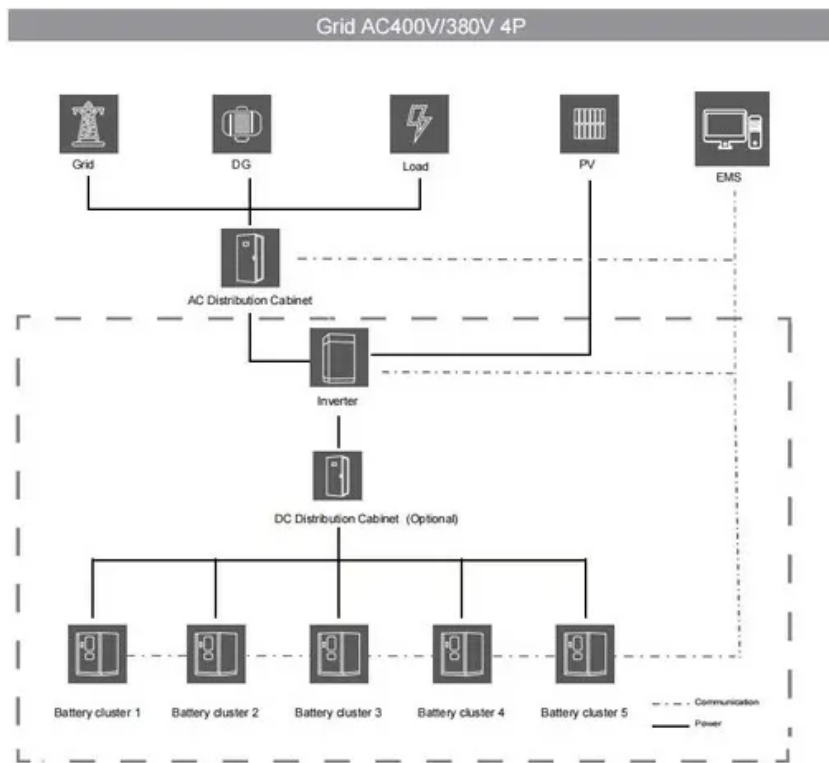 Grid AC400V/380V 4P
Grid
DG
Load
PV
EMS
AC Distribution Cabinet
Inverter
DC Distribution Cabinet (Optional)
Battery cluster 1
Battery cluster 2
Battery cluster 3
Battery cluster 4
Battery cluster 5
Communication
Power